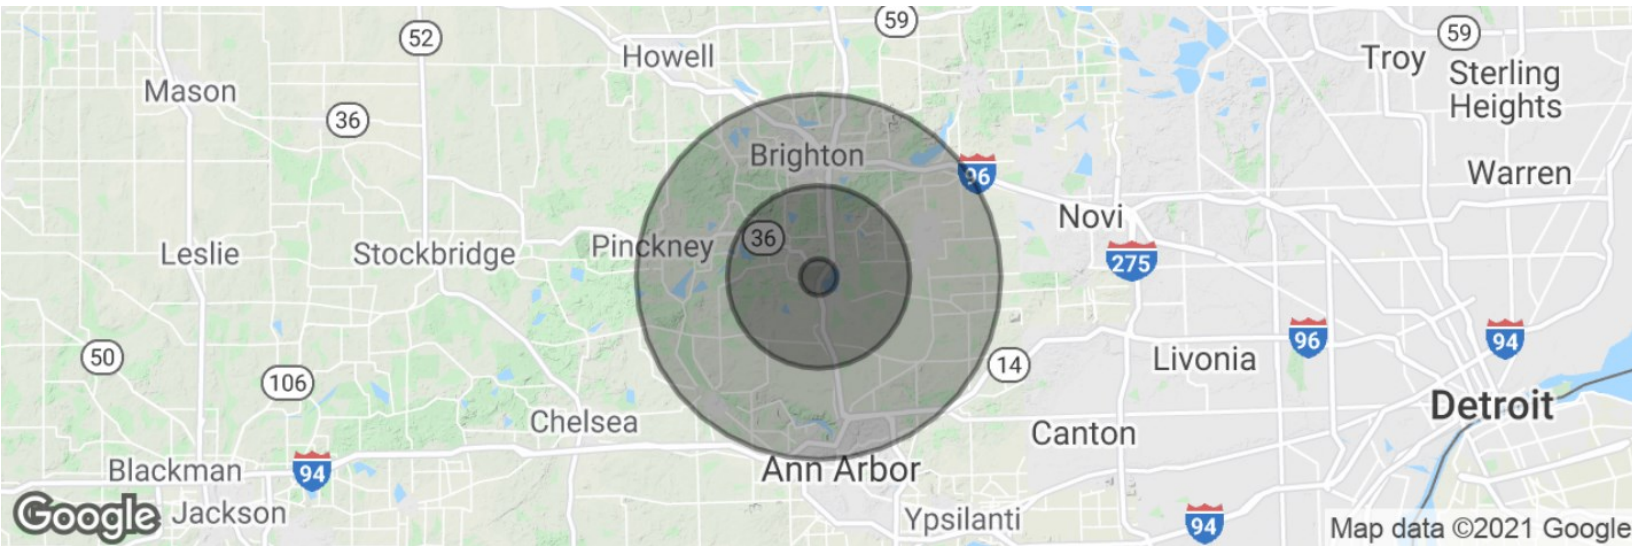 59
52
59
Howell
Troy
Sterling
Heights
Mason
36
Brighton
96
Warren
Novi
36
Pinckney
Leslie
Stockbridge
275
96
94
50
Livonia
14
106
Detroit
Chelsea
Canton
Blackman
94
Ann Arbor
Google
Jackson
Ypsilanti
94
Map data ©2021 Google